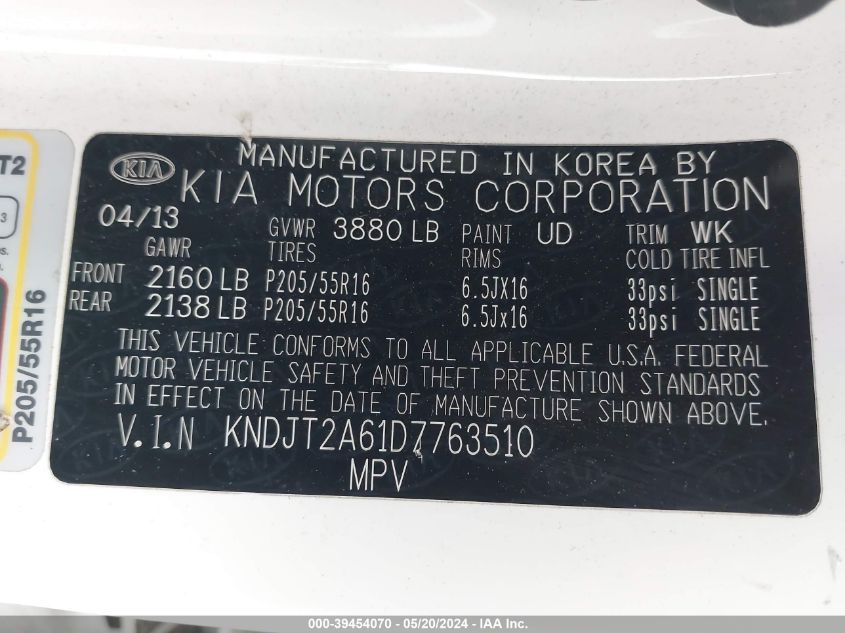 KIA
MANUFACTURED IN KOREA BY
KIA MOTORS CORPORATION
04/13 GVWR 3880 LB PAINT UD TRIM WK
GAWR TIRES RIMS COLD TIRE INFL
FRONT 2160 LB P205/55R16 6.5JX16 33psi SINGLE
REAR 2138 LB P205/55R16 6.5Jx16 33psi SINGLE
THIS VEHICLE CONFORMS TO ALL APPLICABLE U.S.A. FEDERAL
MOTOR VEHICLE SAFETY AND THEFT PREVENTION STANDARDS
IN EFFECT ON THE DATE OF MANUFACTURE SHOWN ABOVE.
V.I.N KNDJT2A61D7763510
MPV
T2
3
P205/55R16
000-39454070 - 05/20/2024 - IAA Inc.